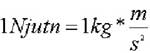 1Njutn = 1kg * m/s²